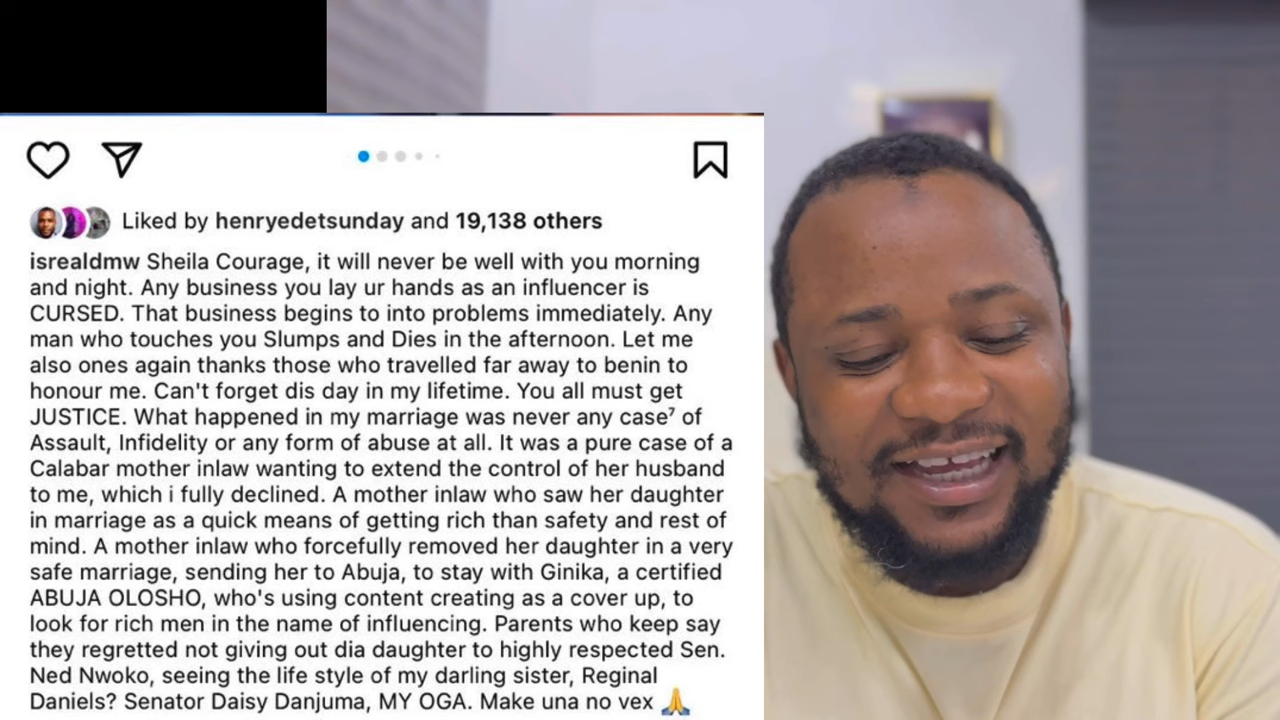 Liked by henryedetsunday and 19,138 others
isrealdmw Sheila Courage, it will never be well with you morning
and night. Any business you lay ur hands as an influencer is
CURSED. That business begins to into problems immediately. Any
man who touches you Slumps and Dies in the afternoon. Let me
also ones again thanks those who travelled far away to benin to
honour me. Can't forget dis day in my lifetime. You all must get
JUSTICE. What happened in my marriage was never any case⁷ of
Assault, Infidelity or any form of abuse at all. It was a pure case of a
Calabar mother inlaw wanting to extend the control of her husband
to me, which i fully declined. A mother inlaw who saw her daughter
in marriage as a quick means of getting rich than safety and rest of
mind. A mother inlaw who forcefully removed her daughter in a very
safe marriage, sending her to Abuja, to stay with Ginika, a certified
ABUJA OLOSHO, who's using content creating as a cover up, to
look for rich men in the name of influencing. Parents who keep say
they regretted not giving out dia daughter to highly respected Sen.
Ned Nwoko, seeing the life style of my darling sister, Reginal
Daniels? Senator Daisy Danjuma, MY OGA. Make una no vex 🙏